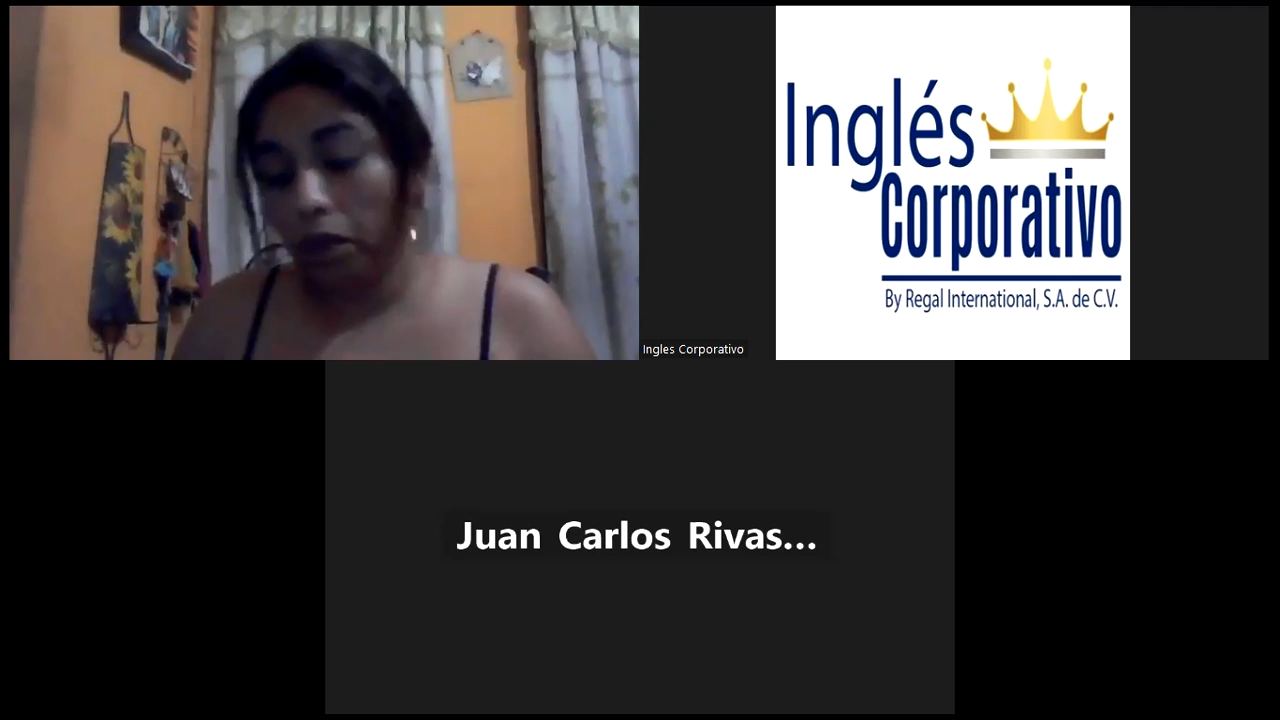 Inglés
Corporativo
By Regal International, S.A. de C.V.
Ingles Corporativo
Juan Carlos Rivas...